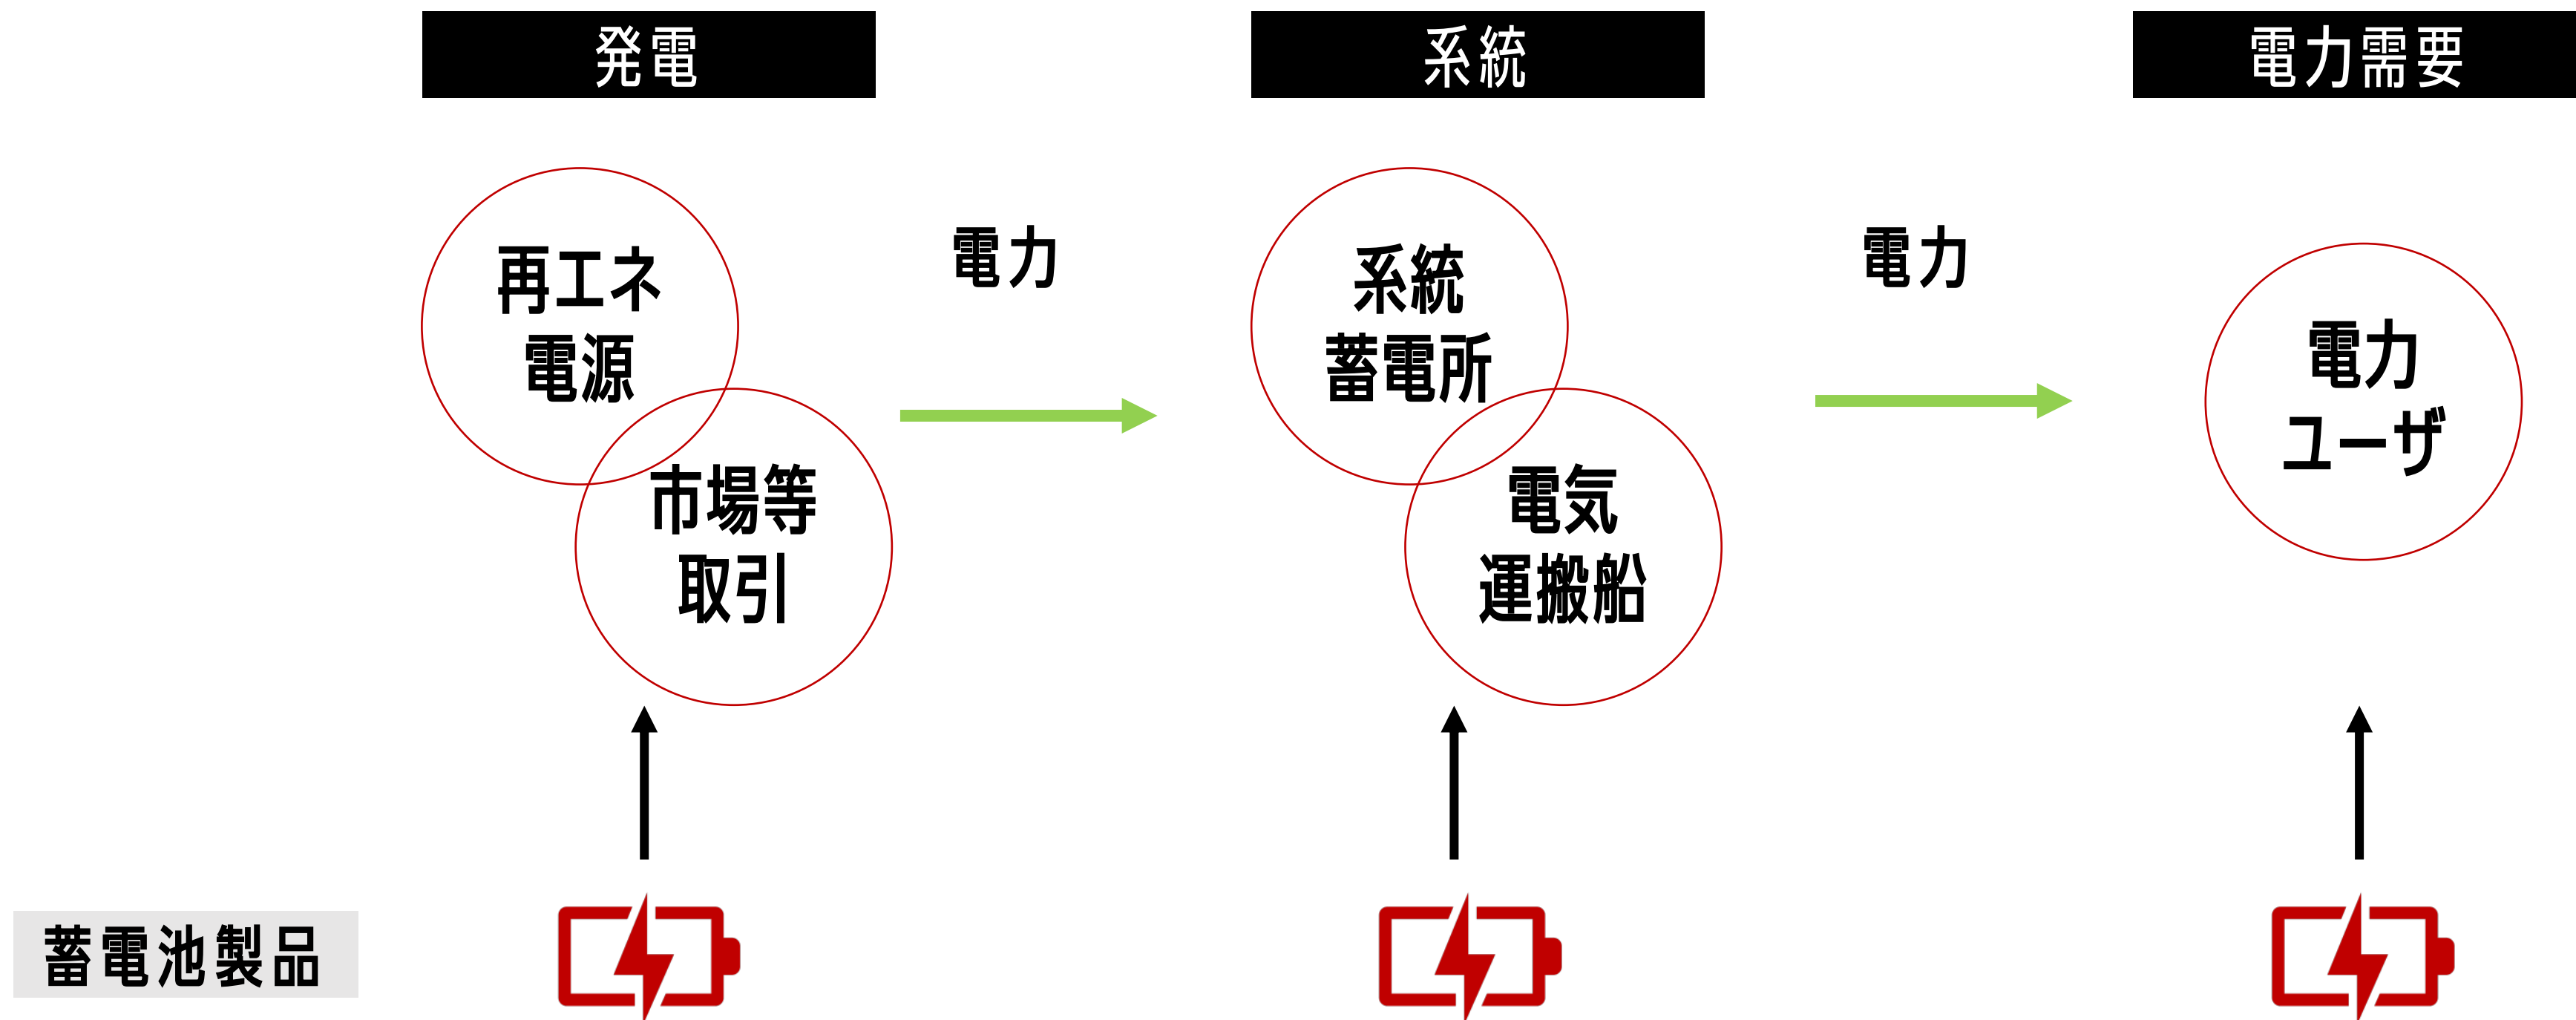 発電
系統
電力需要
再エネ
電源
市場等
取引
電力
系統
蓄電所
電気
運搬船
電力
電力
ユーザ
蓄電池製品